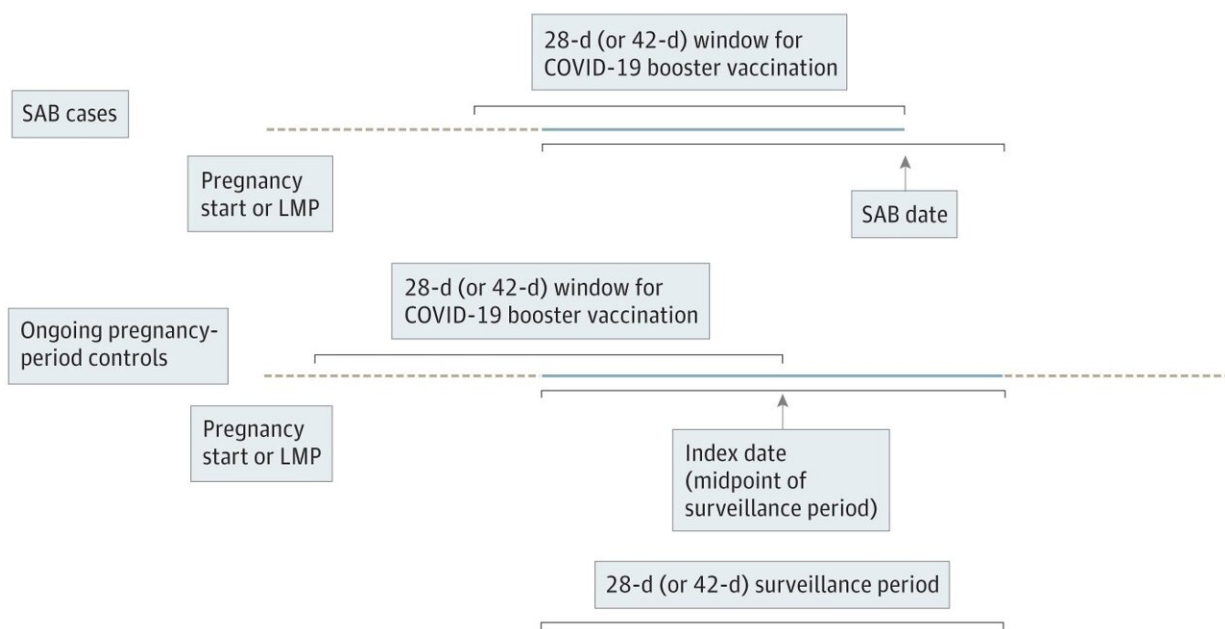 28-d (or 42-d) window for
COVID-19 booster vaccination
SAB cases
Pregnancy
start or LMP
SAB date
28-d (or 42-d) window for
COVID-19 booster vaccination
Ongoing pregnancy-
period controls
Pregnancy
start or LMP
Index date
(midpoint of
surveillance period)
28-d (or 42-d) surveillance period